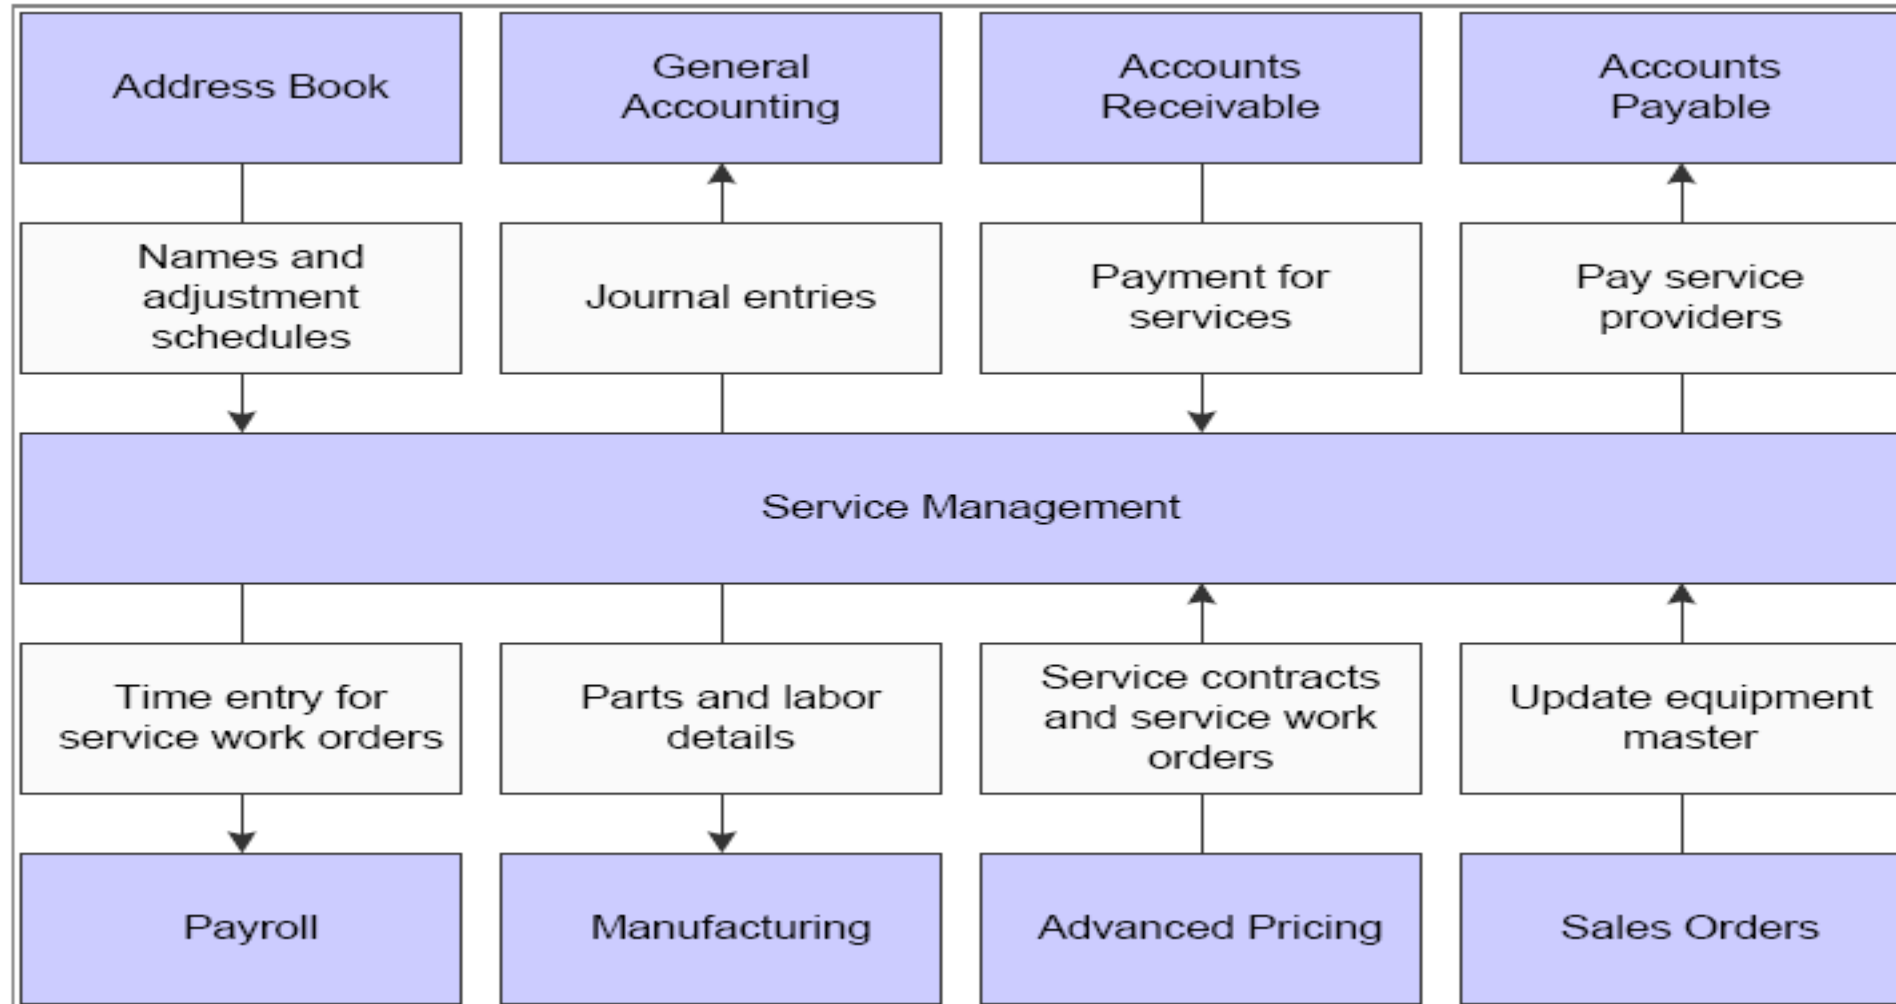 Address Book
General
Accounting
Accounts
Receivable
Accounts
Payable
Names and
adjustment
schedules
Journal entries
Payment for
services
Pay service
providers
Service Management
Time entry for
service work orders
Parts and labor
details
Service contracts
and service work
orders
Update equipment
master
Payroll
Manufacturing
Advanced Pricing
Sales Orders